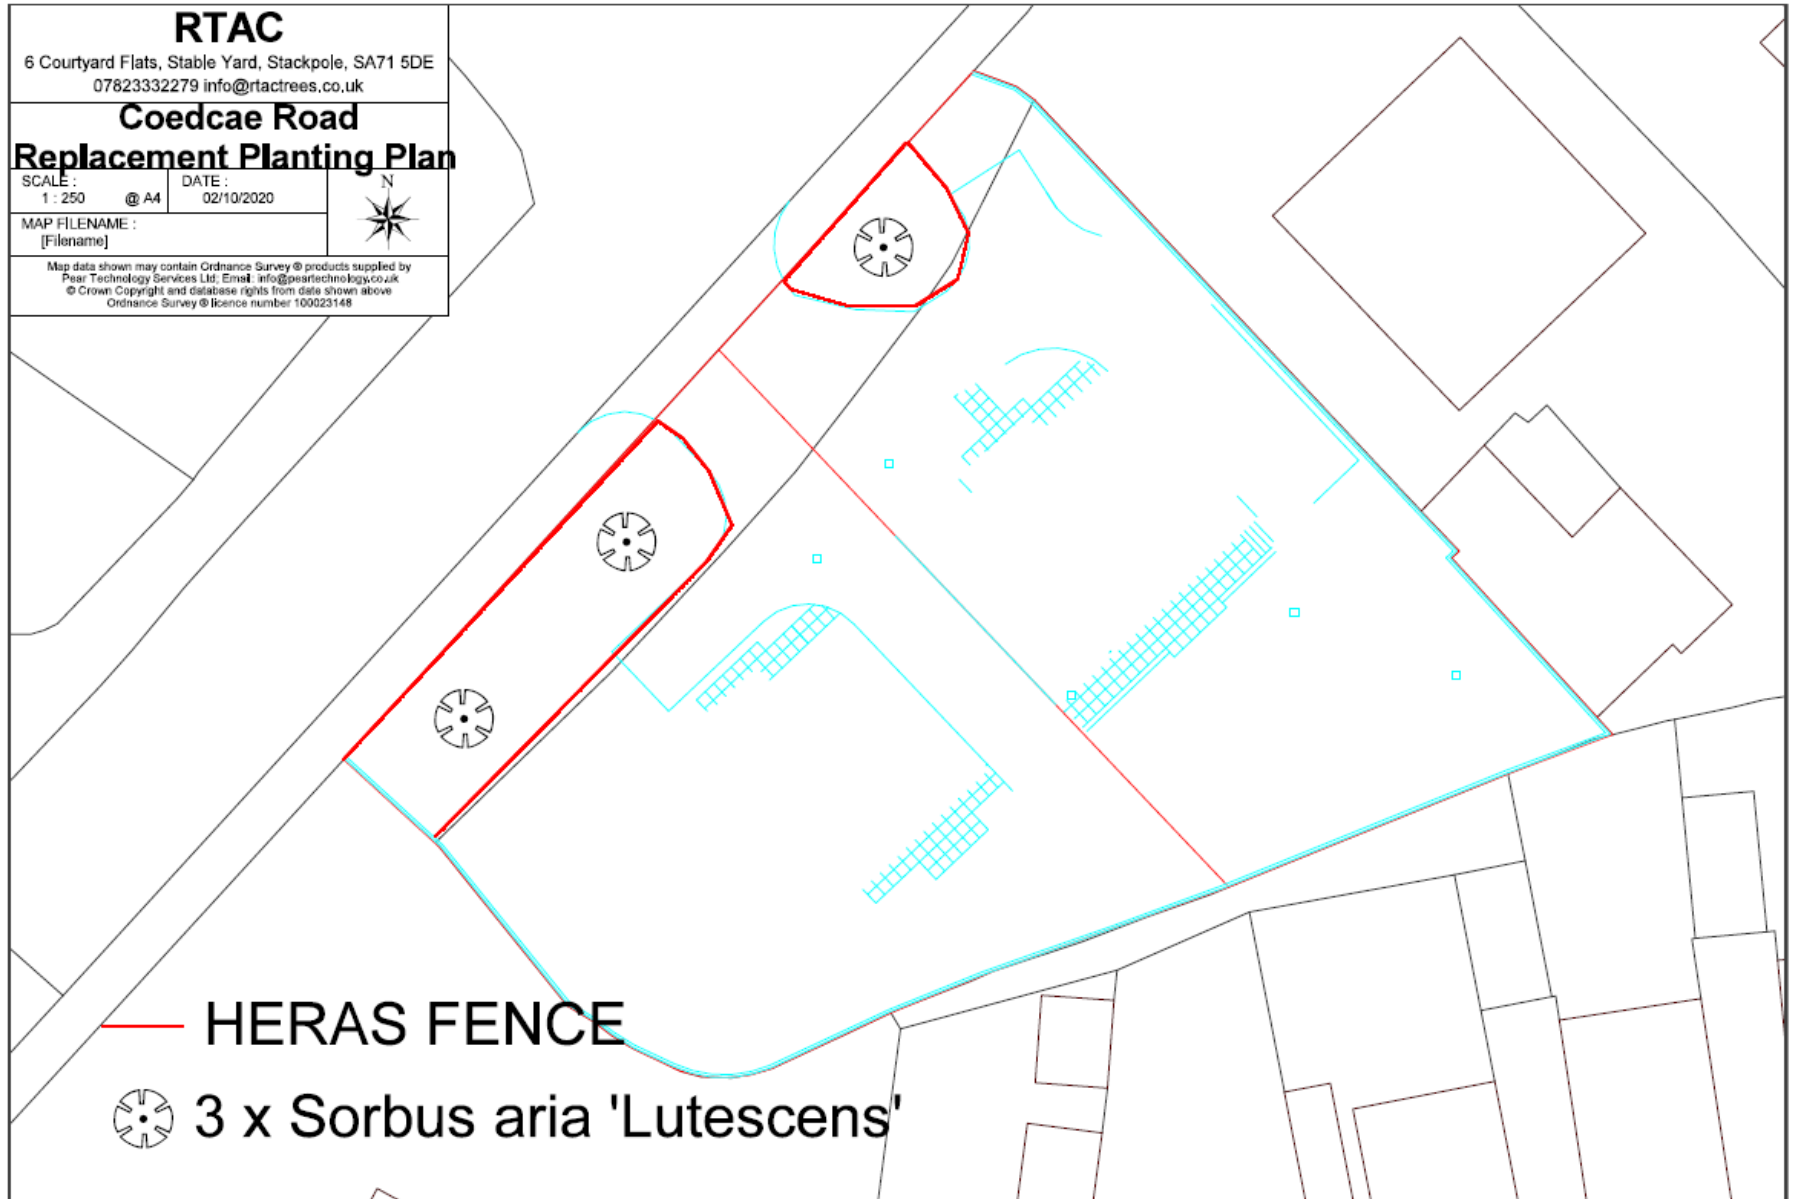 RTAC
6 Courtyard Flats, Stable Yard, Stackpole, SA71 5DE
07823332279 info@rtactrees.co.uk
Coedcae Road
Replacement Planting Plan
SCALE :
1 : 250 @ A4
DATE :
02/10/2020
N
MAP FILENAME :
[Filename]
Map data shown may contain Ordnance Survey ® products supplied by
Pear Technology Services Ltd; Email: info@peartechnology.co.uk
© Crown Copyright and database rights from date shown above
Ordnance Survey ® licence number 100023148
HERAS FENCE
3 x Sorbus aria 'Lutescens'